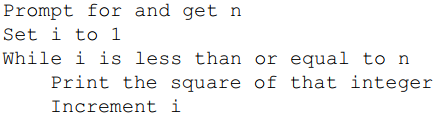 Prompt for and get n
Set i to 1
While i is less than or equal to n
    Print the square of that integer
    Increment i